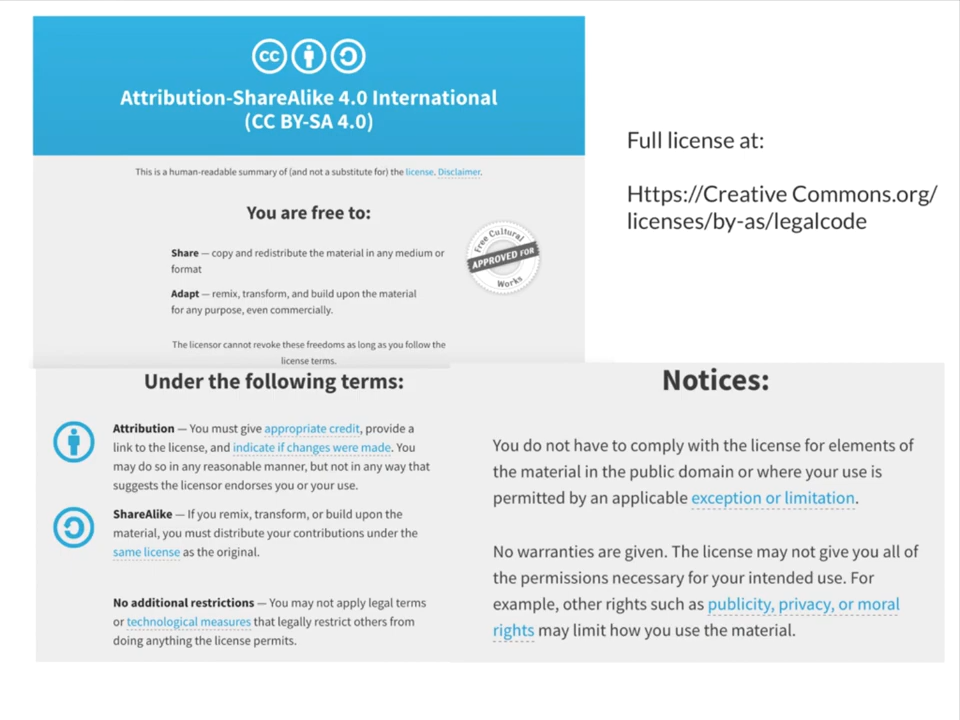 cc
Attribution-ShareAlike 4.0 International
(CC BY-SA 4.0)
This is a human-readable summary of (and not a substitute for) the license. Disclaimer.
You are free to:
Share — copy and redistribute the material in any medium or
format
Adapt — remix, transform, and build upon the material
for any purpose, even commercially.
The licensor cannot revoke these freedoms as long as you follow the
license terms.
Free Cultural
APPROVED FOR
Works
Full license at:
Https://Creative Commons.org/
licenses/by-as/legalcode
Under the following terms:
Attribution — You must give appropriate credit, provide a
link to the license, and indicate if changes were made. You
may do so in any reasonable manner, but not in any way that
suggests the licensor endorses you or your use.
ShareAlike — If you remix, transform, or build upon the
material, you must distribute your contributions under the
same license as the original.
No additional restrictions — You may not apply legal terms
or technological measures that legally restrict others from
doing anything the license permits.
Notices:
You do not have to comply with the license for elements of
the material in the public domain or where your use is
permitted by an applicable exception or limitation.
No warranties are given. The license may not give you all of
the permissions necessary for your intended use. For
example, other rights such as publicity, privacy, or moral
rights may limit how you use the material.